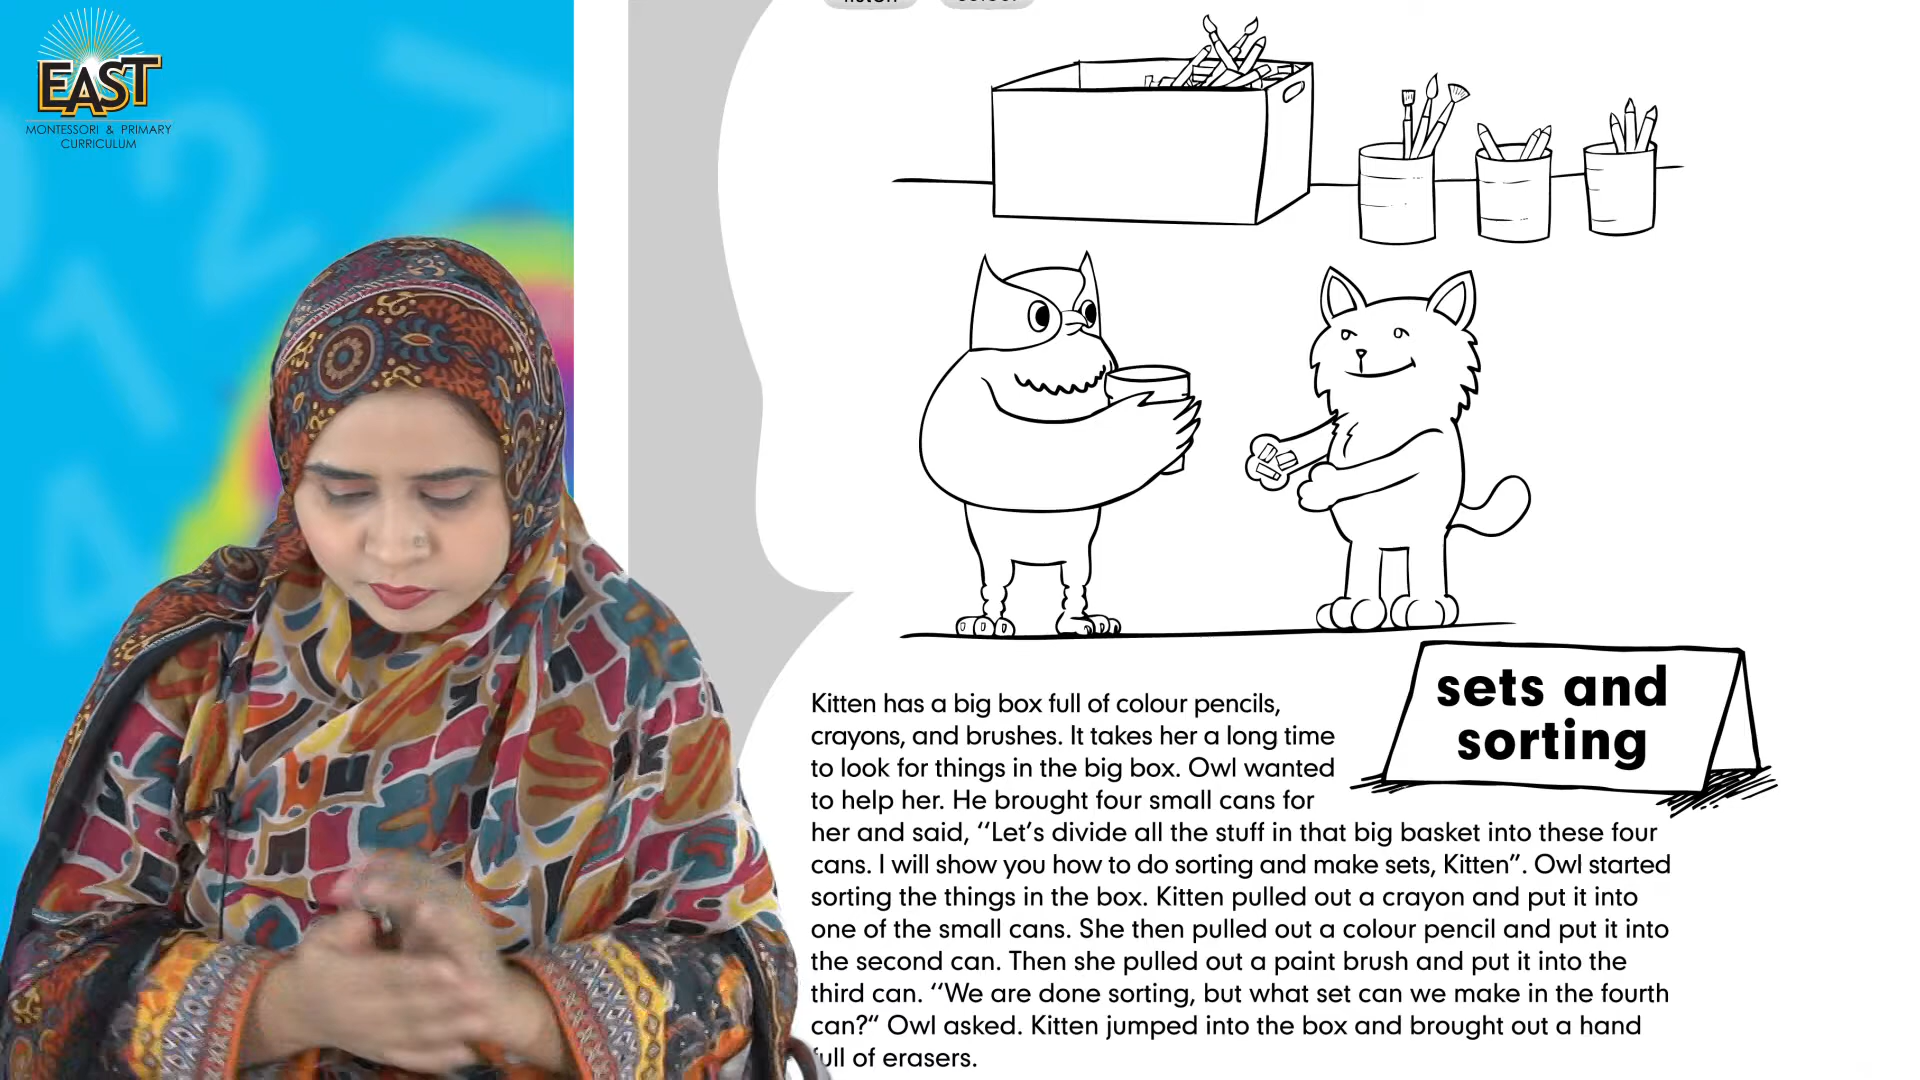 EAST
MONTESSORI & PRIMARY
CURRICULUM
sets and
sorting
Kitten has a big box full of colour pencils,
crayons, and brushes. It takes her a long time
to look for things in the big box. Owl wanted
to help her. He brought four small cans for
her and said, ‘‘Let’s divide all the stuff in that big basket into these four
cans. I will show you how to do sorting and make sets, Kitten”. Owl started
sorting the things in the box. Kitten pulled out a crayon and put it into
one of the small cans. She then pulled out a colour pencil and put it into
the second can. Then she pulled out a paint brush and put it into the
third can. ‘‘We are done sorting, but what set can we make in the fourth
can?“ Owl asked. Kitten jumped into the box and brought out a hand
full of erasers.